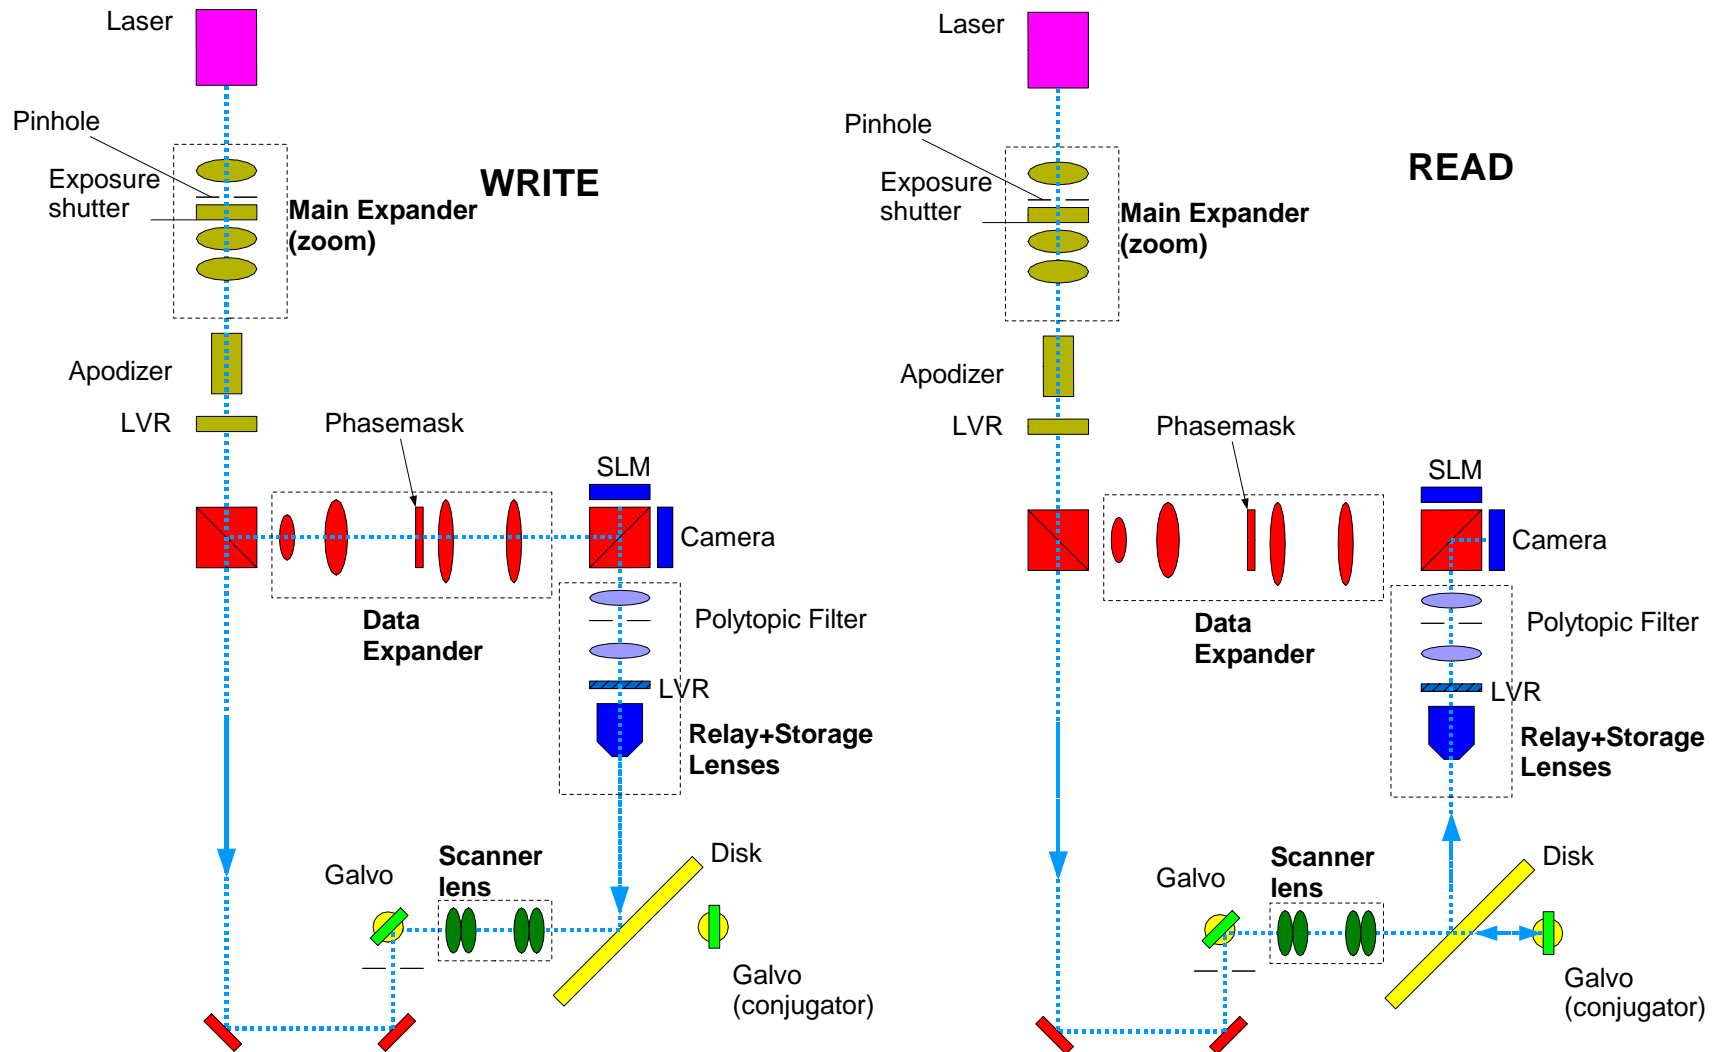 Laser
Pinhole
Exposure
shutter
WRITE
Main Expander
(zoom)
Apodizer
LVR
Phasemask
SLM
Camera
Data
Expander
Polytopic Filter
LVR
Relay+Storage
Lenses
Disk
Scanner
lens
Galvo
Galvo
(conjugator)
Laser
Pinhole
Exposure
shutter
READ
Main Expander
(zoom)
Apodizer
LVR
Phasemask
SLM
Camera
Data
Expander
Polytopic Filter
LVR
Relay+Storage
Lenses
Disk
Scanner
lens
Galvo
Galvo
(conjugator)